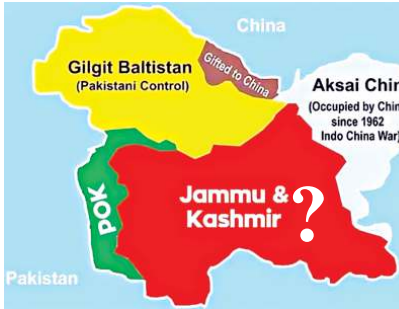 China
Gifted to China
Gilgit Baltistan
(Pakistani Control)
Aksai Chin
(Occupied by China
since 1962
Indo China War)
POK
Jammu &
Kashmir
?
Pakistan